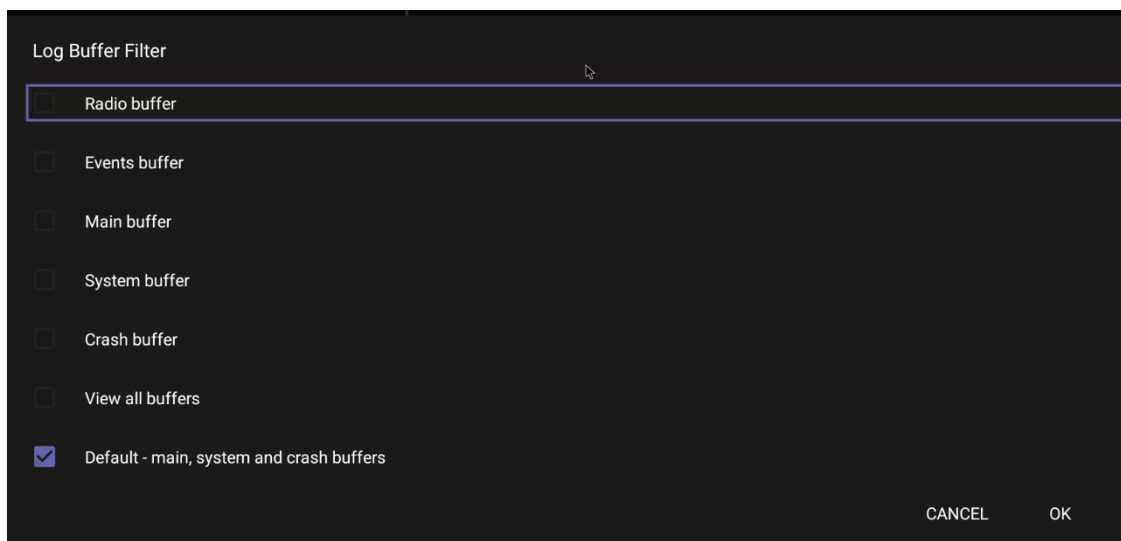 Log Buffer Filter
Radio buffer
Events buffer
Main buffer
System buffer
Crash buffer
View all buffers
Default - main, system and crash buffers
CANCEL OK